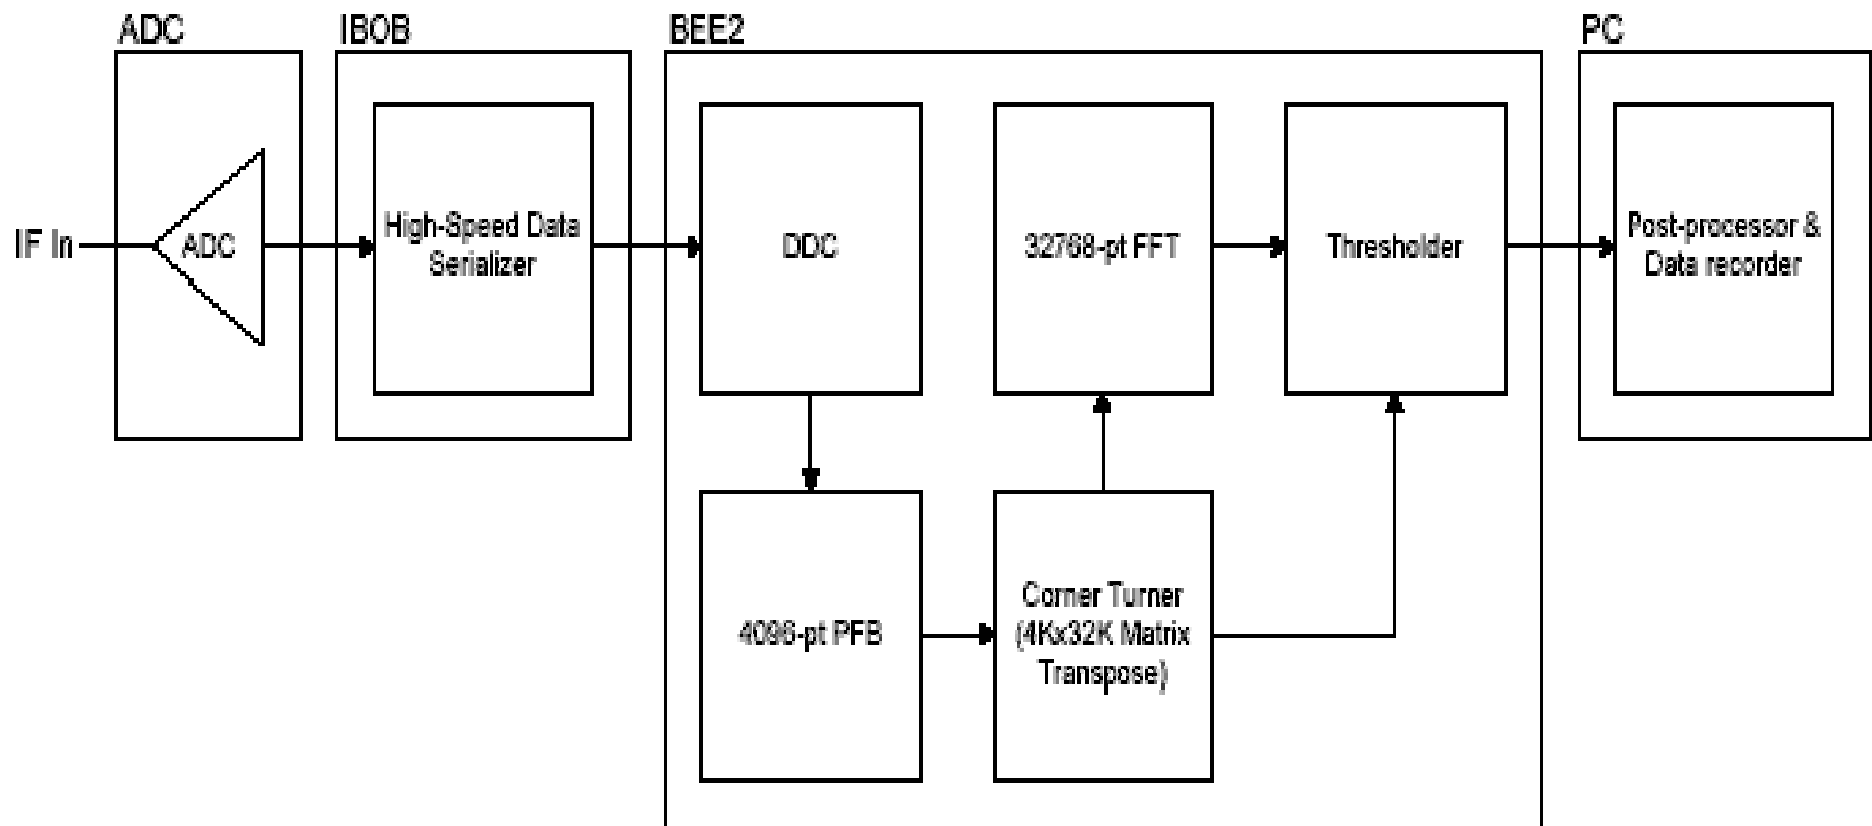 ADC
IBOB
BEE2
PC
IF In
ADC
High-Speed Data
Serializer
DDC
32768-pt FFT
Thresholder
Post-processor &
Data recorder
4096-pt PFB
Corner Turner
(4Kx32K Matrix
Transpose)